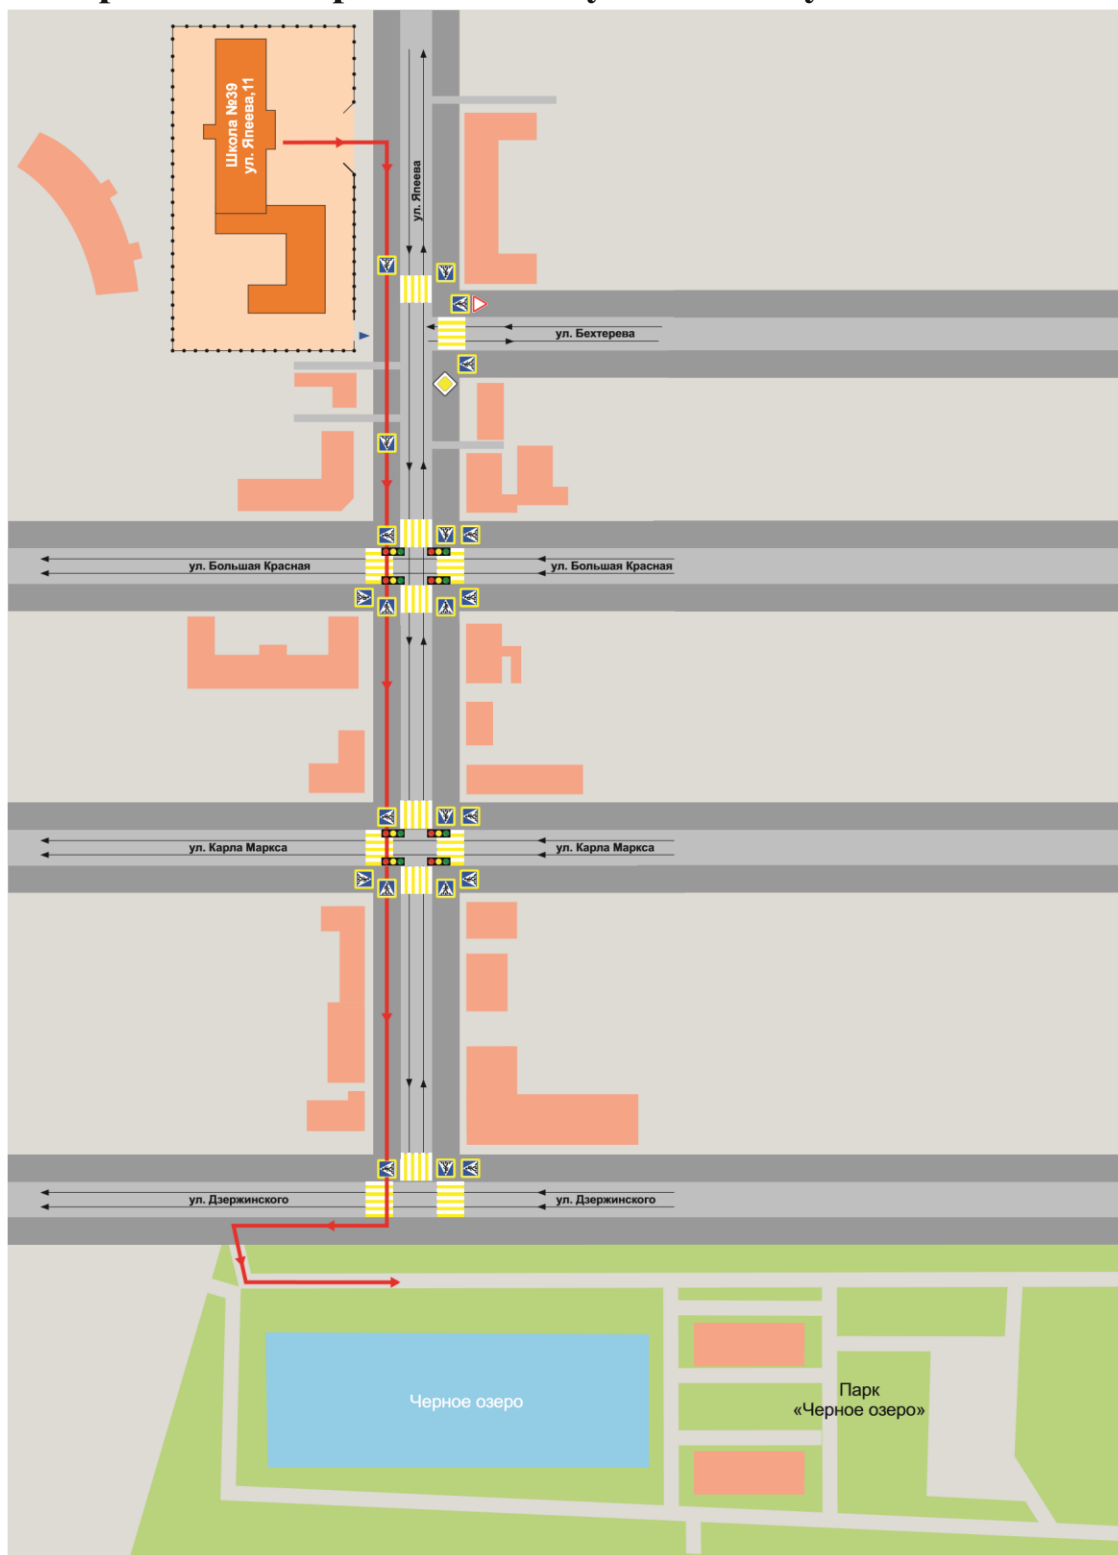 Школа №39
ул. Япеева,11
ул. Япеева
ул. Бехтерева
ул. Большая Красная
ул. Большая Красная
ул. Карла Маркса
ул. Карла Маркса
ул. Дзержинского
ул. Дзержинского
Черное озеро
Парк
«Черное озеро»